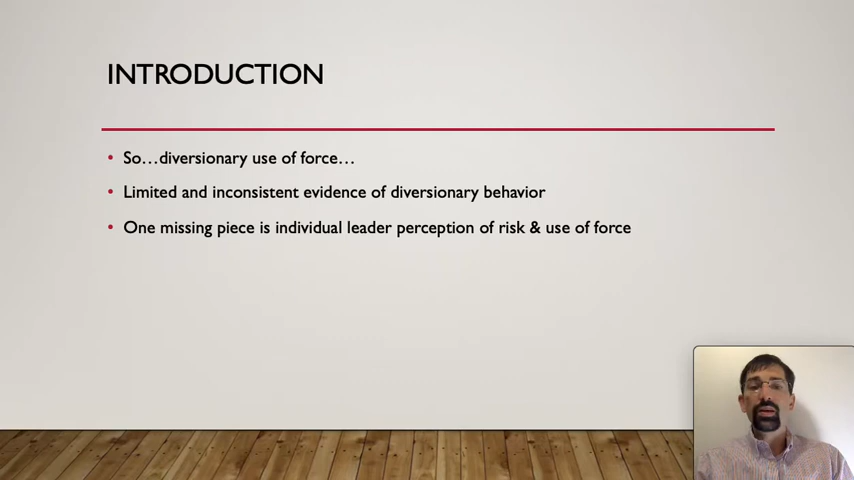 INTRODUCTION
So...diversionary use of force...
Limited and inconsistent evidence of diversionary behavior
One missing piece is individual leader perception of risk & use of force